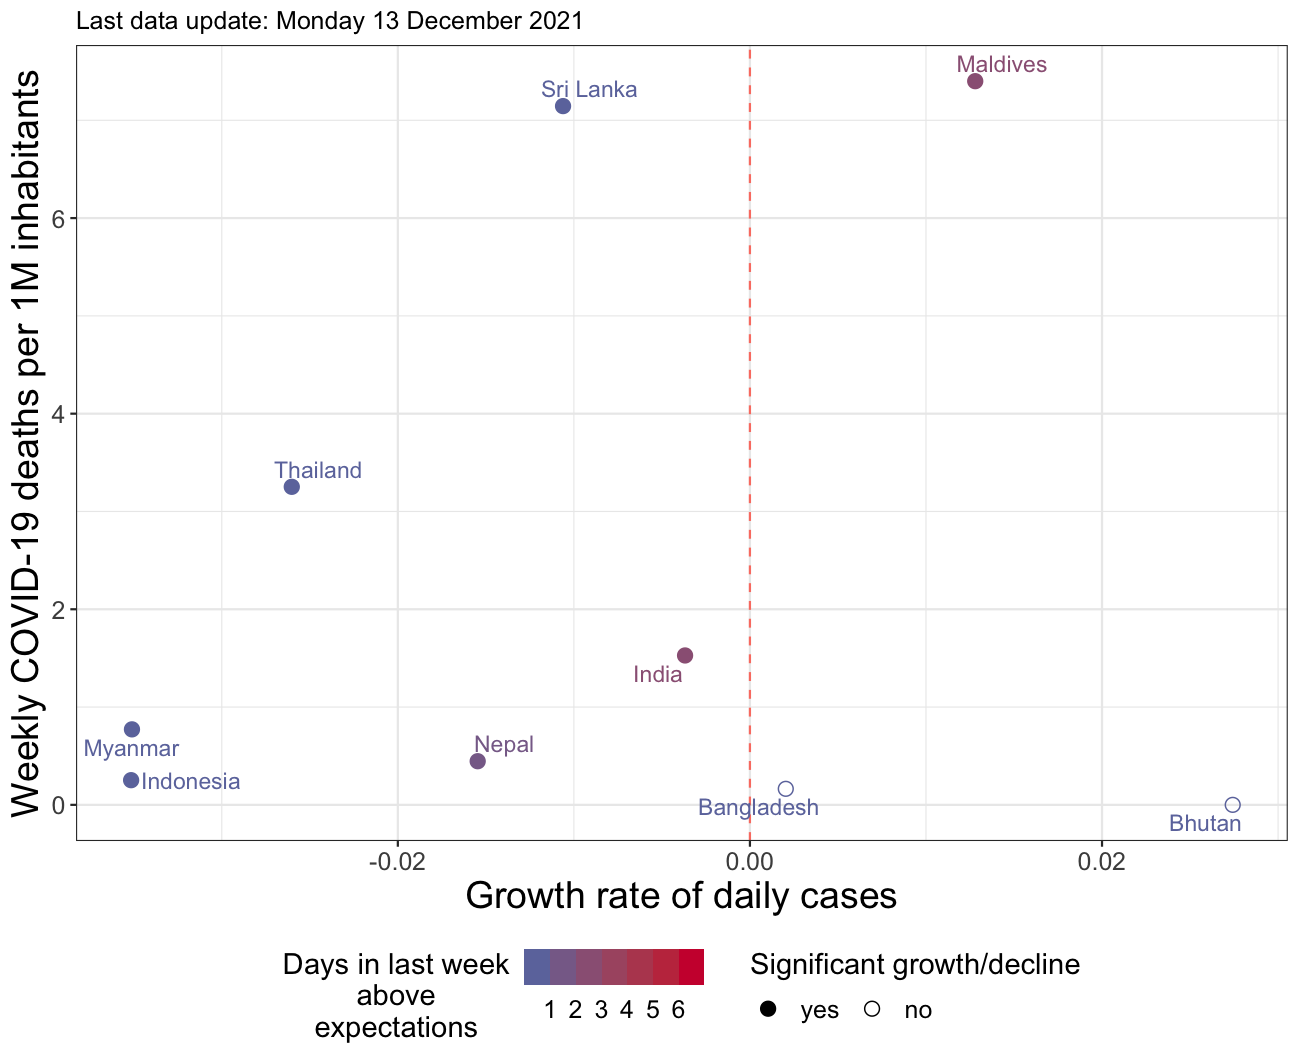 Last data update: Monday 13 December 2021
Weekly COVID-19 deaths per 1M inhabitants
6
4
2
0
Maldives
Sri Lanka
Thailand
India
Myanmar
Nepal
Indonesia
Bangladesh
Bhutan
-0.02
0.00
0.02
Growth rate of daily cases
Days in last week
above
expectations
1 2 3 4 5 6
Significant growth/decline
yes no